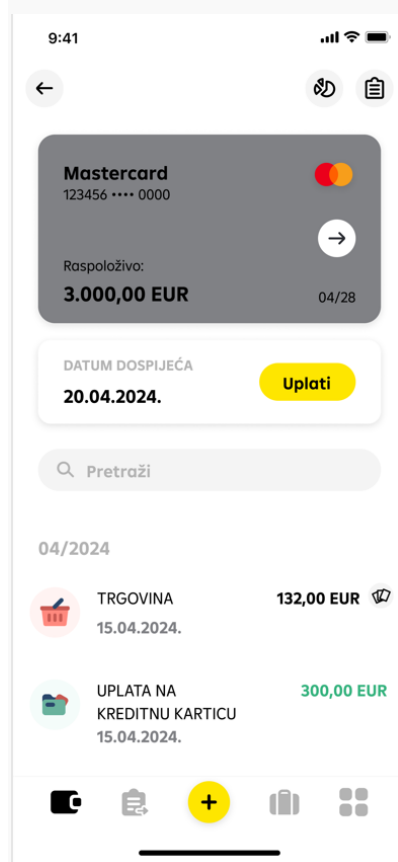 9:41
Mastercard
123456 •••• 0000
Raspoloživo:
3.000,00 EUR
04/28
DATUM DOSPIJEĆA
20.04.2024.
Uplati
Pretraži
04/2024
TRGOVINA
132,00 EUR
15.04.2024.
UPLATA NA
300,00 EUR
KREDITNU KARTICU
15.04.2024.